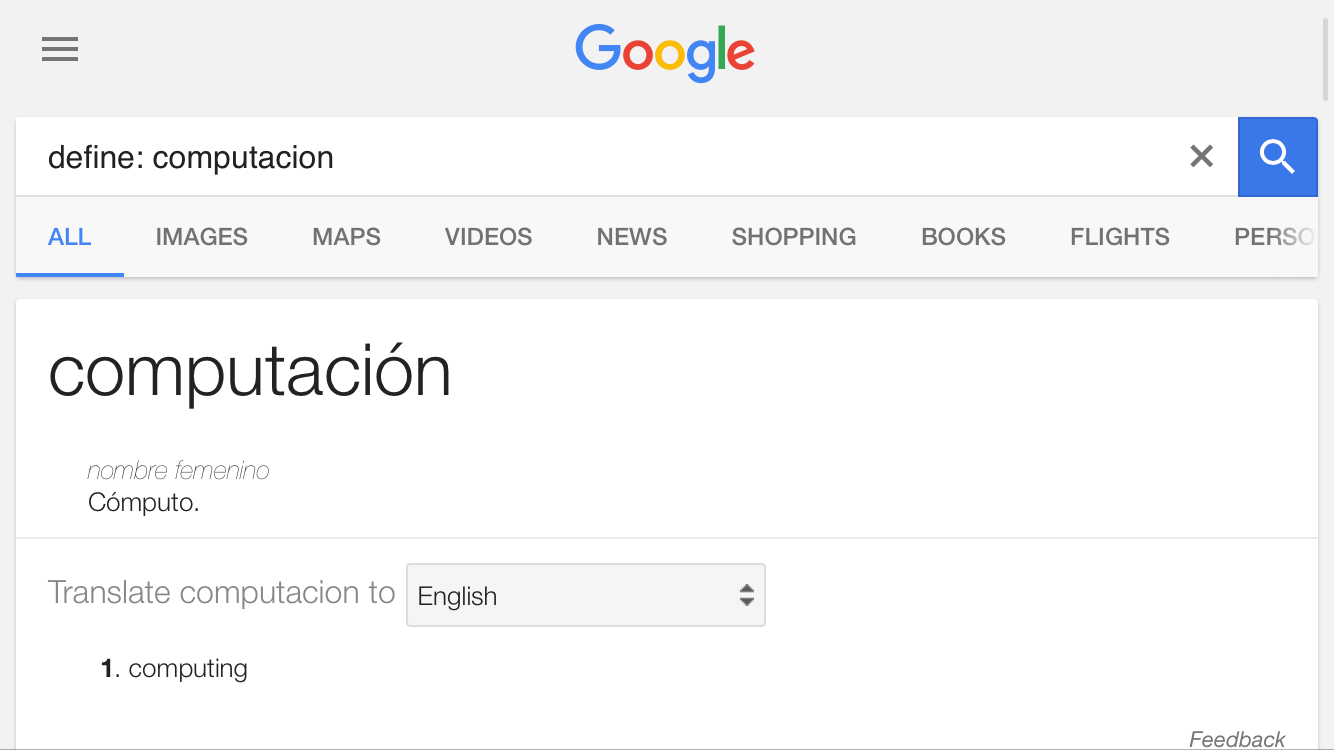 Google
define: computacion
ALL IMAGES MAPS VIDEOS NEWS SHOPPING BOOKS FLIGHTS PERSO
computación
nombre femenino
Cómputo.
Translate computacion to English
1. computing
Feedback